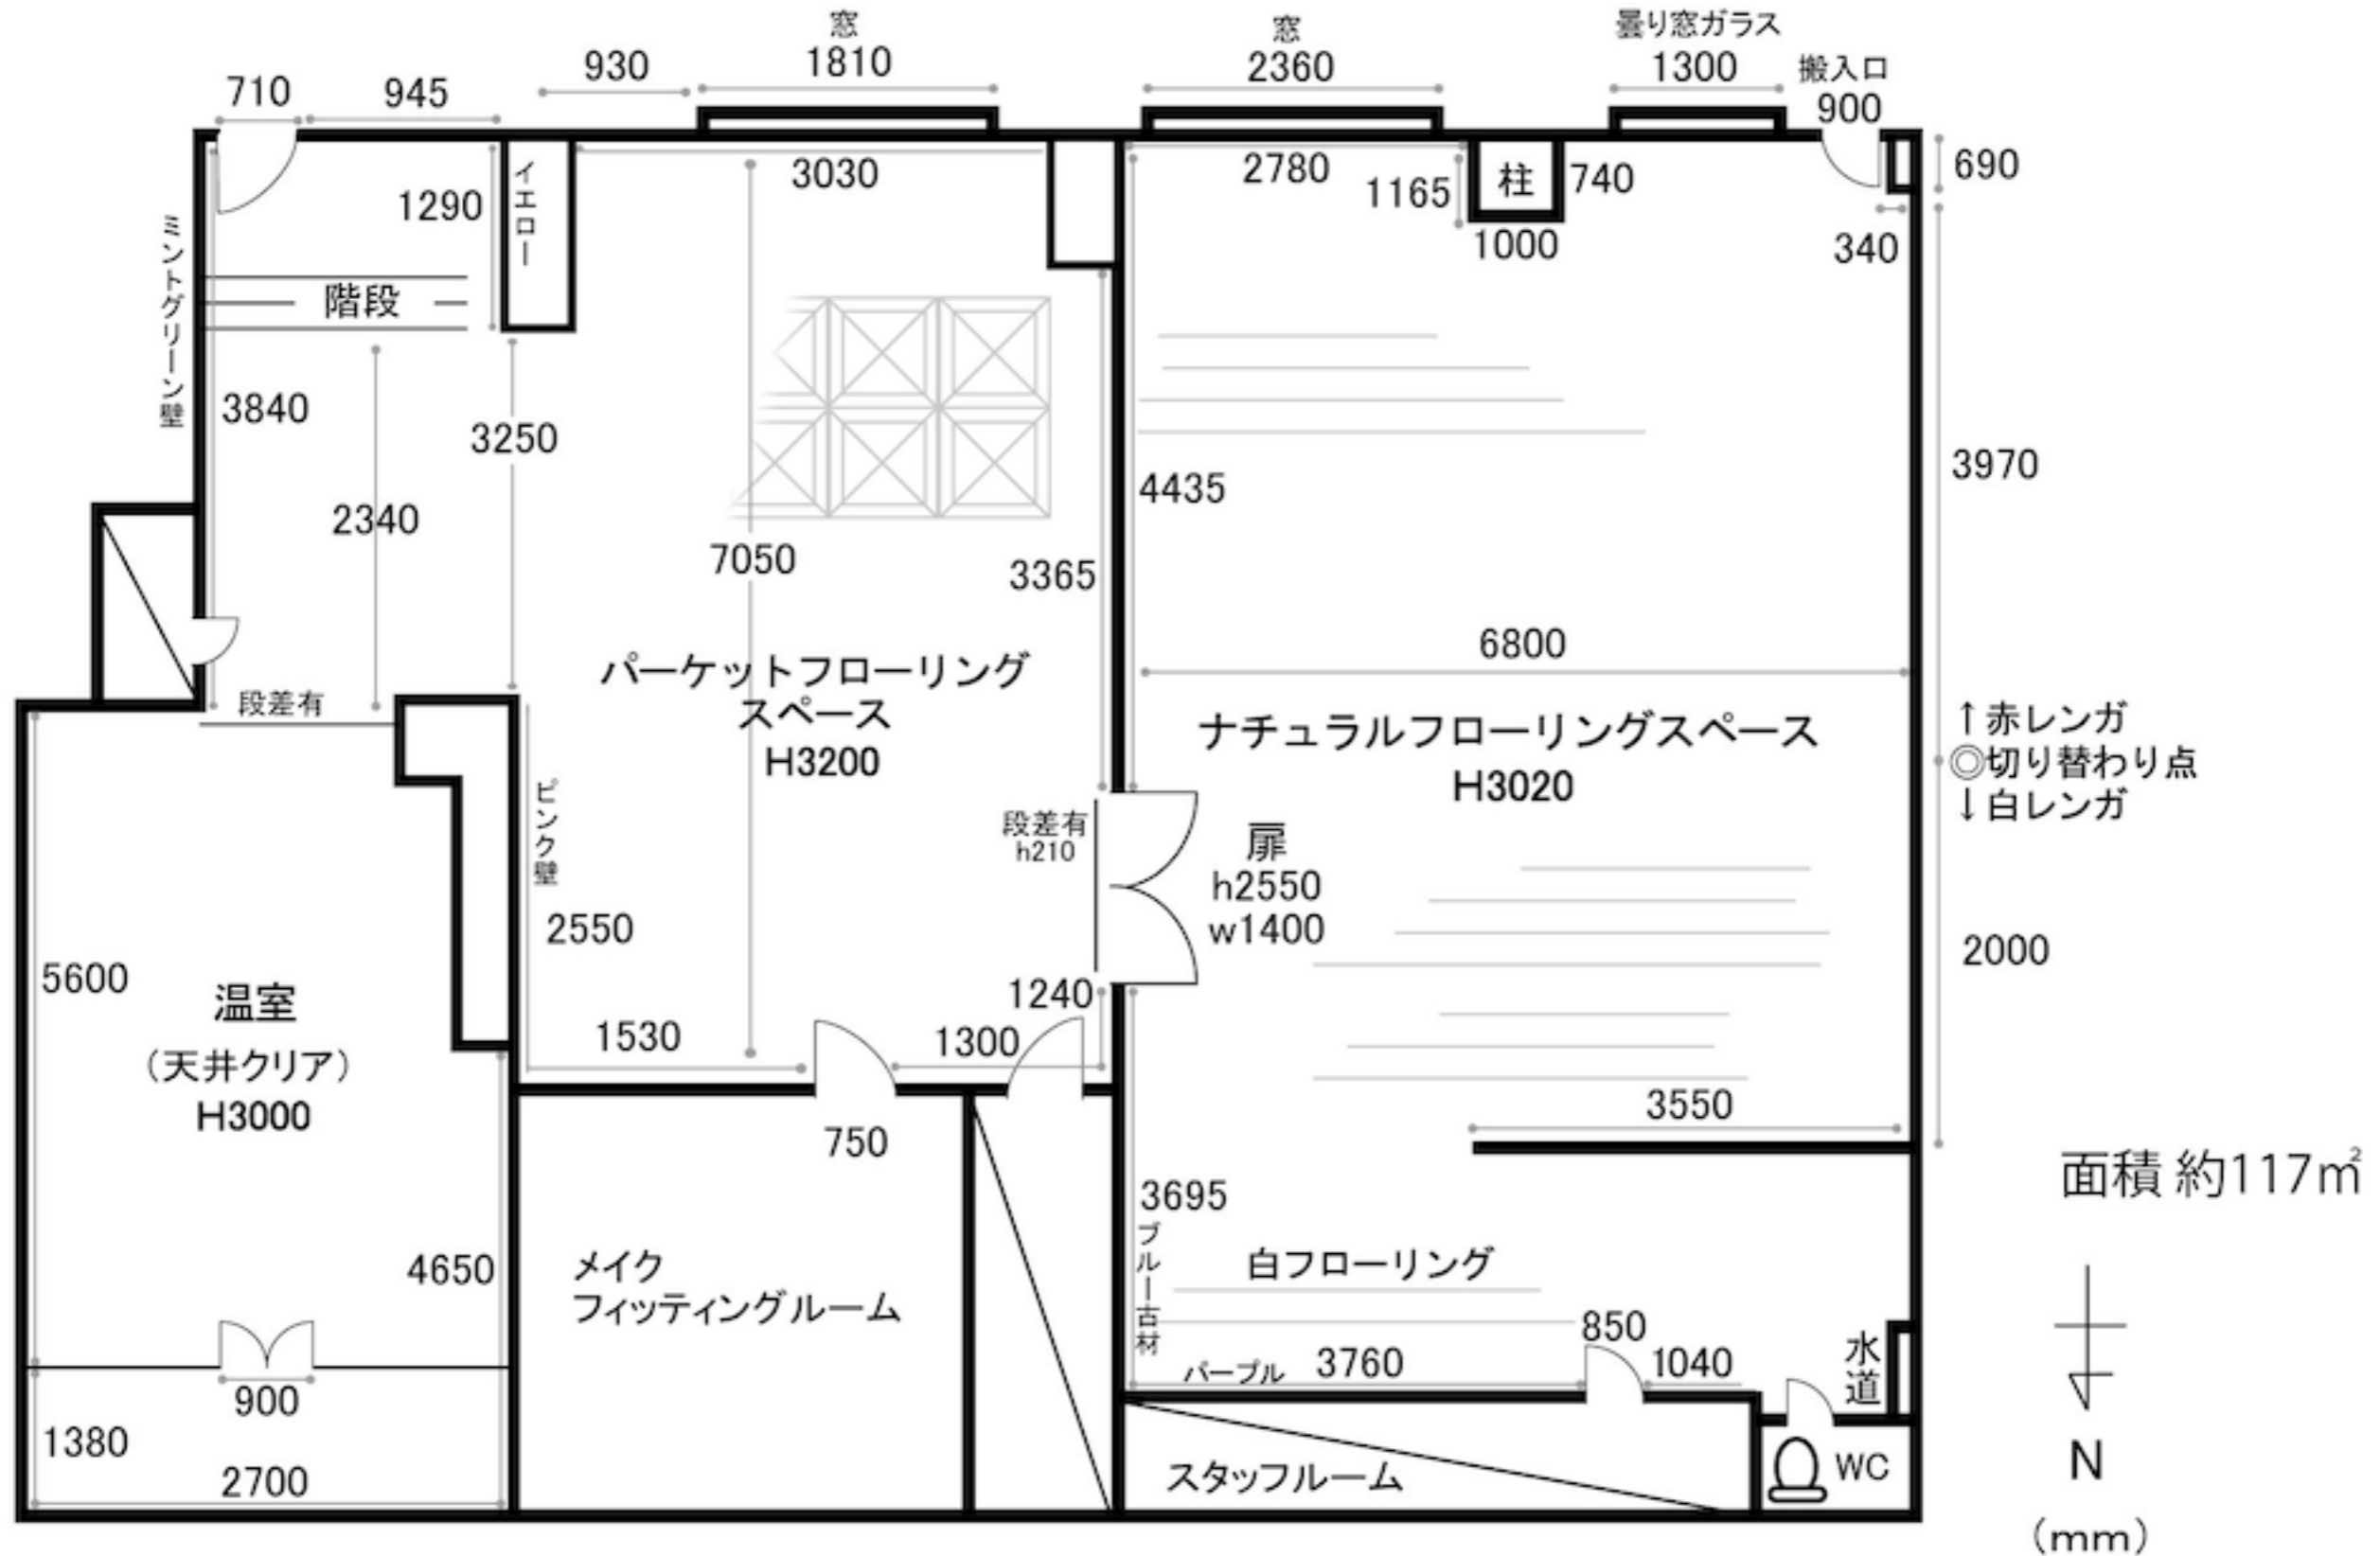 窓
1810
930
窓
2360
曇り窓ガラス
1300
搬入口
900
710
945
690
イエロー
3030
2780
1165
柱
740
1000
340
1290
ミントグリーン壁
階段
3840
3250
2340
4435
3970
7050
3365
6800
パーケットフローリング
スペース
H3200
ナチュラルフローリングスペース
H3020
↑赤レンガ
◎切り替わり点
↓白レンガ
段差有
ピンク壁
段差有
h210
扉
h2550
w1400
2550
2000
5600
温室
(天井クリア)
H3000
1240
1530
1300
750
3550
面積 約117㎡
3695
ブルー古材
メイク
フィッティングルーム
4650
白フローリング
850
パープル
3760
1040
水道
900
1380
2700
スタッフルーム
WC
N
(mm)